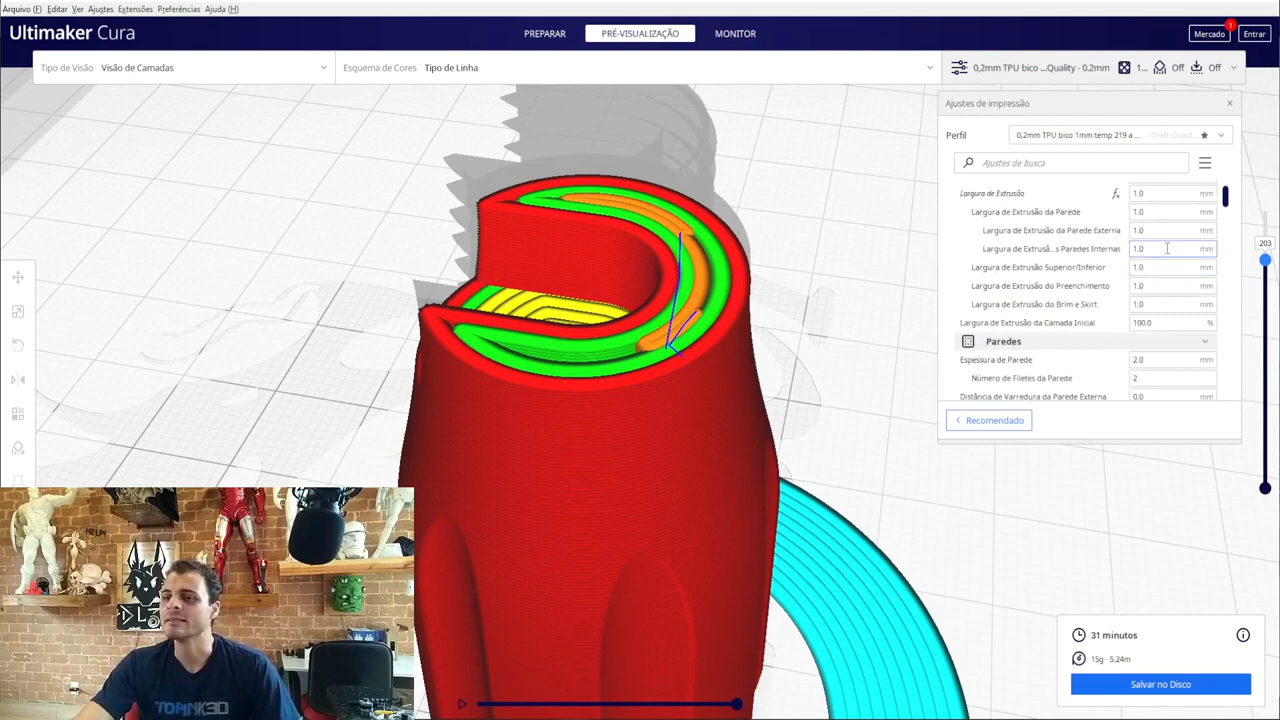 Arquivo (F) Editar Ver Ajustes Extensões Preferências Ajuda (H)
Ultimaker Cura
PREPARAR
PRÉ-VISUALIZAÇÃO
MONITOR
Mercado
1
Entrar
Tipo de Visão Visão de Camadas
Esquema de Cores Tipo de Linha
0,2mm TPU bico ...Quality - 0.2mm
1...
Off
Off
Ajustes de impressão
Perfil
0,2mm TPU bico 1mm temp 219 a ...
Ajustes de busca
Largura de Extrusão 1.0 mm
Largura de Extrusão da Parede 1.0 mm
Largura de Extrusão da Parede Externa 1.0 mm
Largura de Extrusã...s Paredes Internas 1.0 mm
Largura de Extrusão Superior/Inferior 1.0 mm
Largura de Extrusão do Preenchimento 1.0 mm
Largura de Extrusão do Brim e Skirt 1.0 mm
Largura de Extrusão da Camada Inicial 100.0 %
Paredes
Espessura de Parede 2.0 mm
Número de Filetes da Parede 2
Distância de Varredura da Parede Externa 0.0 mm
Recomendado
203
HELP!
DL3
TOPINK3D
31 minutos
15g · 5.24m
Salvar no Disco